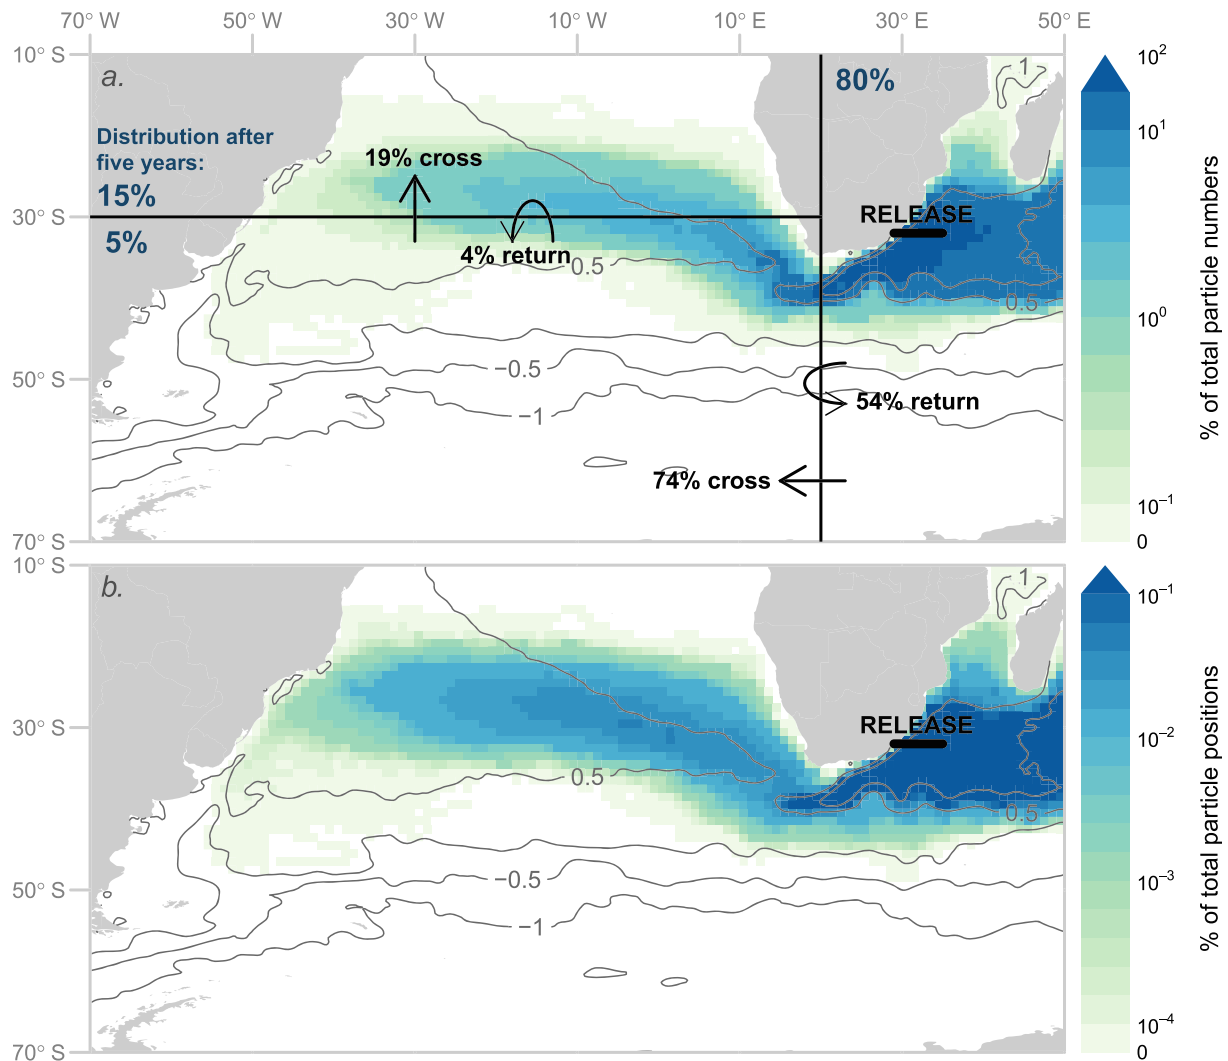 70° W 50° W 30° W 10° W 10° E 30° E 50° E
10° S
a.
80%
1
10²
Distribution after
five years:
15%
19% cross
10¹
30° S
RELEASE
5%
4% return
0.5
0.5
10⁰
−0.5
50° S
54% return
−1
74% cross
10⁻¹
70° S
0
% of total particle numbers
10° S
b.
1
10⁻¹
30° S
RELEASE
10⁻²
0.5
0.5
−0.5
50° S
10⁻³
−1
10⁻⁴
70° S
0
% of total particle positions